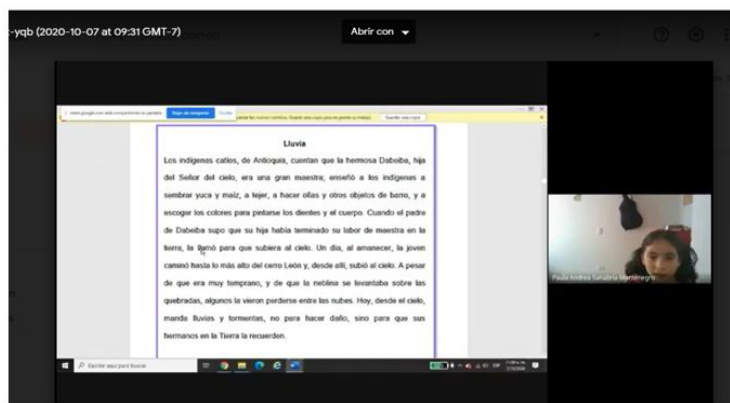 -yqb (2020-10-07 at 09:31 GMT-7)
Abrir con
Lluvia
Los indígenas catíos, de Antioquia, cuentan que la hermosa Dabeiba, hija
del Señor del cielo, era una gran maestra; enseñó a los indígenas a
sembrar yuca y maíz, a tejer, a hacer ollas y otros objetos de barro, y a
escoger los colores para pintarse los dientes y el cuerpo. Cuando el padre
de Dabeiba supo que su hija había terminado su labor de maestra en la
tierra, la llamó para que subiera al cielo. Un día, al amanecer, la joven
caminó hasta lo más alto del cerro León y, desde allí, subió al cielo. A pesar
de que era muy temprano, y de que la neblina se levantaba sobre las
quebradas, algunos la vieron perderse entre las nubes. Hoy, desde el cielo,
manda lluvias y tormentas, no para hacer daño, sino para que sus
hermanos en la Tierra la recuerden.
Paula Andrea Sanabria Montenegro
Escribe aquí para buscar